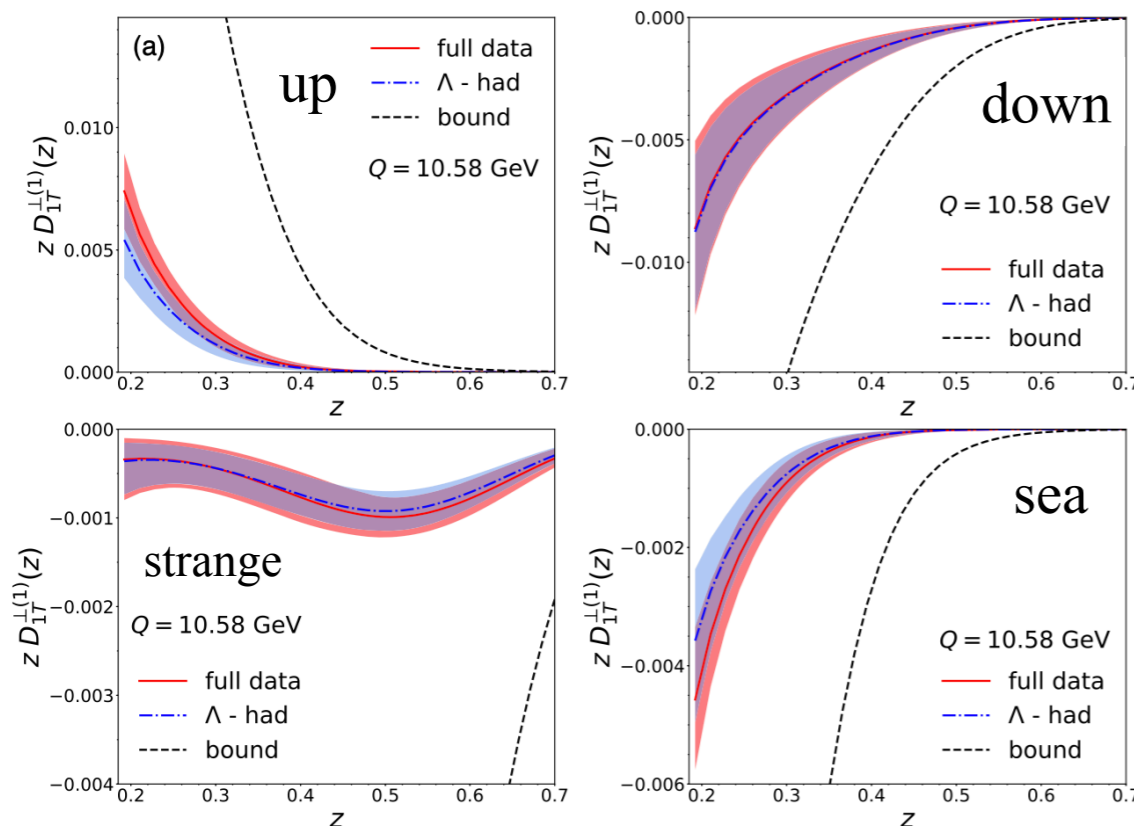 (a)
up
full data
Λ - had
bound
Q = 10.58 GeV
0.010
0.005
0.000
z D_{1T}^{⊥(1)}(z)
0.2 0.3 0.4 0.5 0.6 0.7
z
0.000
−0.005
−0.010
z D_{1T}^{⊥(1)}(z)
down
Q = 10.58 GeV
full data
Λ - had
bound
0.2 0.3 0.4 0.5 0.6 0.7
z
0.000
−0.001
−0.002
−0.003
−0.004
z D_{1T}^{⊥(1)}(z)
strange
Q = 10.58 GeV
full data
Λ - had
bound
0.2 0.3 0.4 0.5 0.6 0.7
z
0.000
−0.002
−0.004
−0.006
z D_{1T}^{⊥(1)}(z)
sea
Q = 10.58 GeV
full data
Λ - had
bound
0.2 0.3 0.4 0.5 0.6 0.7
z